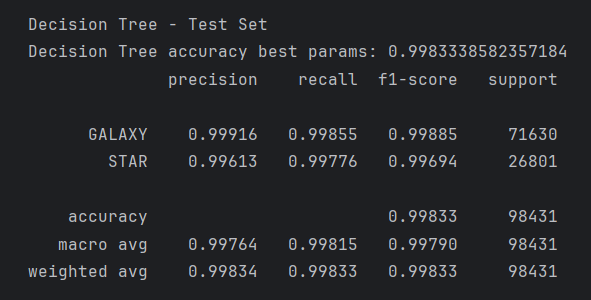 Decision Tree - Test Set
Decision Tree accuracy best params: 0.9983338582357184
precision recall f1-score support
GALAXY 0.99916 0.99855 0.99885 71630
STAR 0.99613 0.99776 0.99694 26801
accuracy 0.99833 98431
macro avg 0.99764 0.99815 0.99790 98431
weighted avg 0.99834 0.99833 0.99833 98431